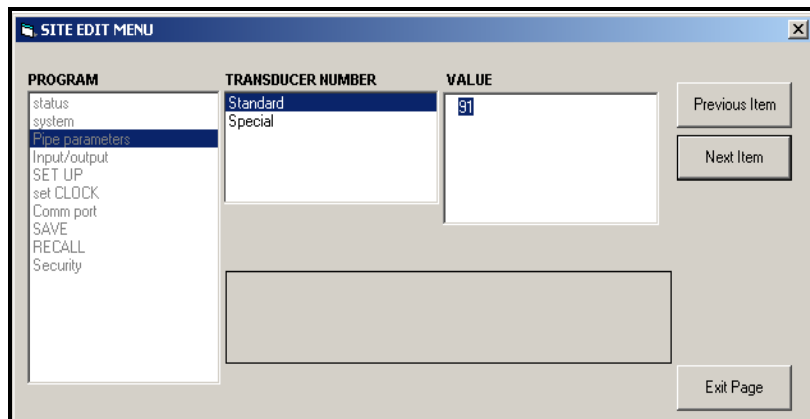 SITE EDIT MENU
PROGRAM
status
system
Pipe parameters
Input/output
SET UP
set CLOCK
Comm port
SAVE
RECALL
Security
TRANSDUCER NUMBER
Standard
Special
VALUE
91
Previous Item
Next Item
Exit Page